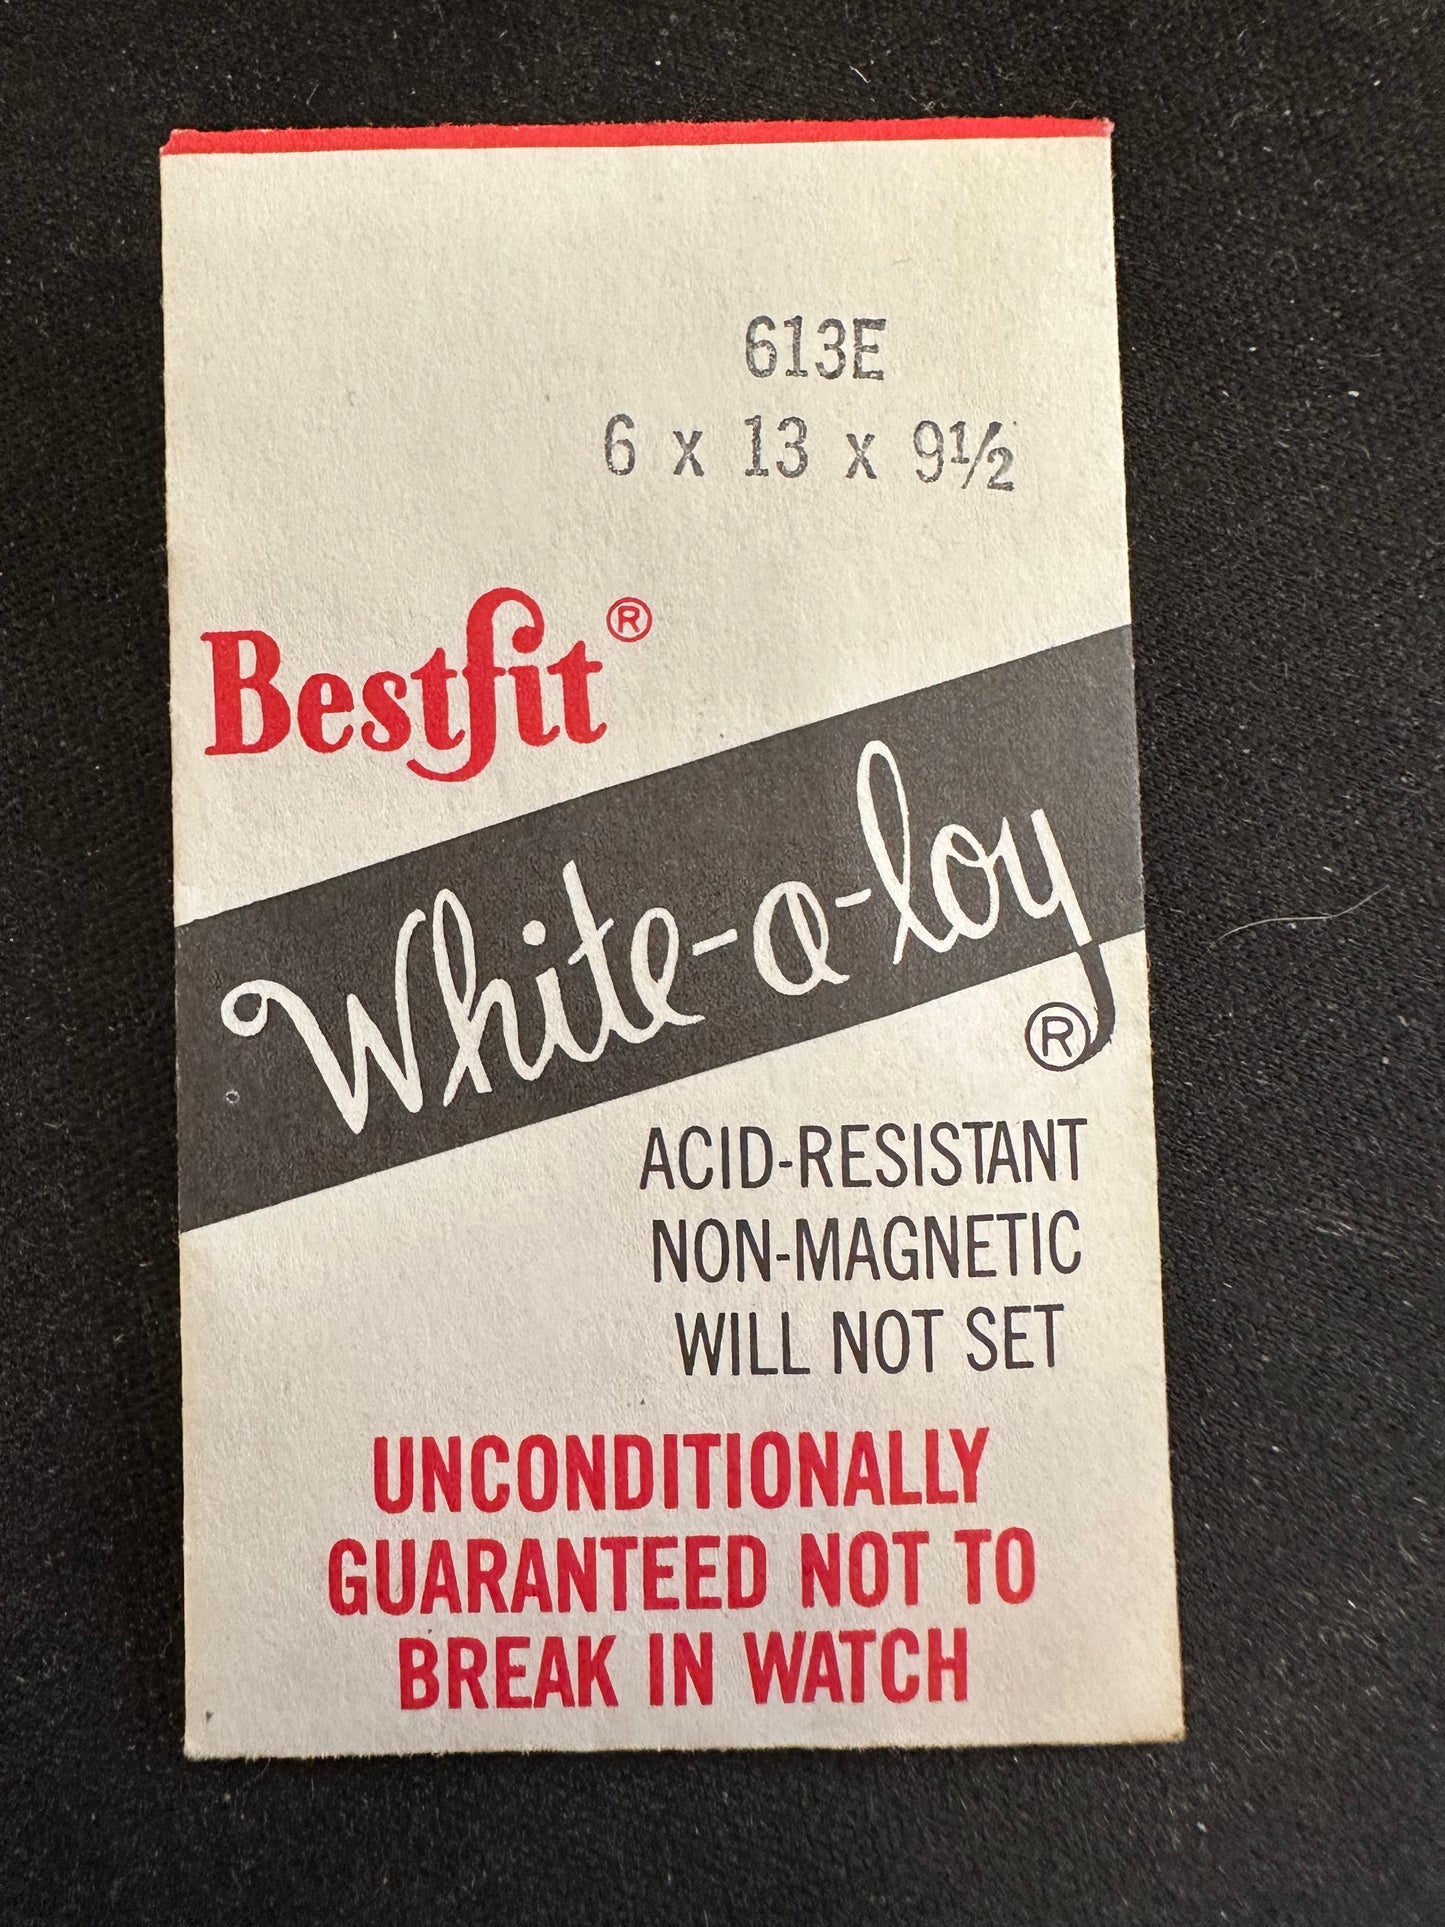 613E
6 x 13 x 9½
Bestfit®
White-a-loy
®
ACID-RESISTANT
NON-MAGNETIC
WILL NOT SET
UNCONDITIONALLY
GUARANTEED NOT TO
BREAK IN WATCH